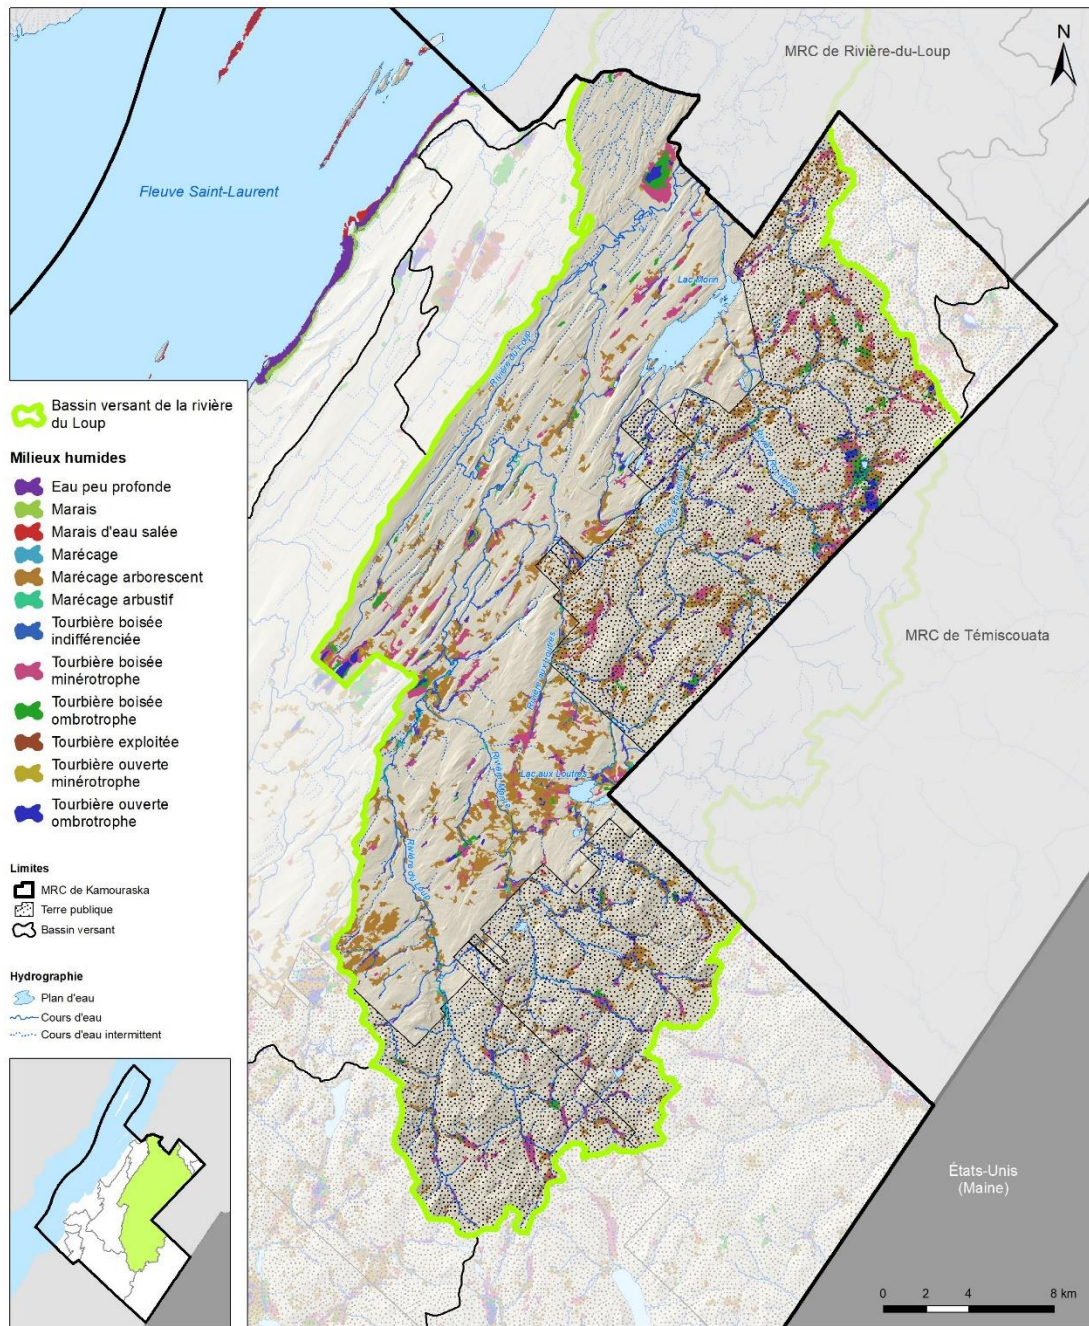 N
MRC de Rivière-du-Loup
Fleuve Saint-Laurent
Lac Morin
Rivière du Loup
MRC de Témiscouata
Rivière aux Loutres
Lac aux Loutres
Rivière du Loup
États-Unis
(Maine)
0 2 4 8 km
Bassin versant de la rivière
du Loup
Milieux humides
Eau peu profonde
Marais
Marais d'eau salée
Marécage
Marécage arborescent
Marécage arbustif
Tourbière boisée
indifférenciée
Tourbière boisée
minérotrophe
Tourbière boisée
ombrotrophe
Tourbière exploitée
Tourbière ouverte
minérotrophe
Tourbière ouverte
ombrotrophe
Limites
MRC de Kamouraska
Terre publique
Bassin versant
Hydrographie
Plan d'eau
Cours d'eau
Cours d'eau intermittent